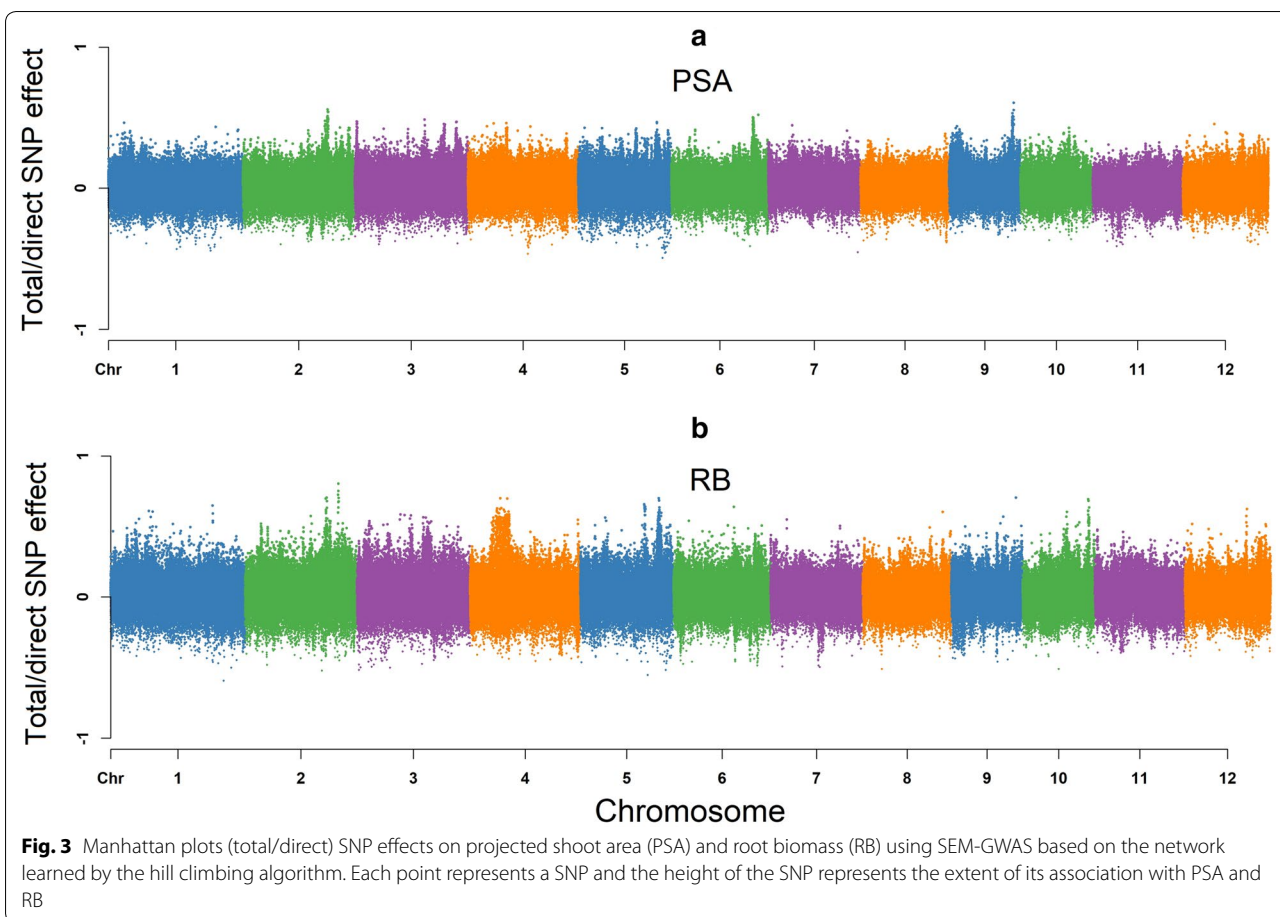 a
PSA
Total/direct SNP effect
1
0
-1
Chr 1 2 3 4 5 6 7 8 9 10 11 12
b
RB
Total/direct SNP effect
1
0
-1
Chr 1 2 3 4 5 6 7 8 9 10 11 12
Chromosome
Fig. 3 Manhattan plots (total/direct) SNP effects on projected shoot area (PSA) and root biomass (RB) using SEM-GWAS based on the network
learned by the hill climbing algorithm. Each point represents a SNP and the height of the SNP represents the extent of its association with PSA and
RB